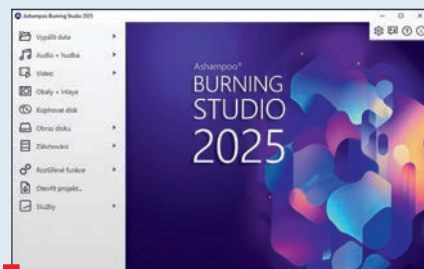 Ashampoo Burning Studio 2025
Vypálit data
Audio + hudba
Video
Obaly + inlaye
Kopírovat disk
Obraz disku
Zálohování
Rozšířené funkce
Otevřít projekt...
Služby
Ashampoo®
BURNING
STUDIO
2025